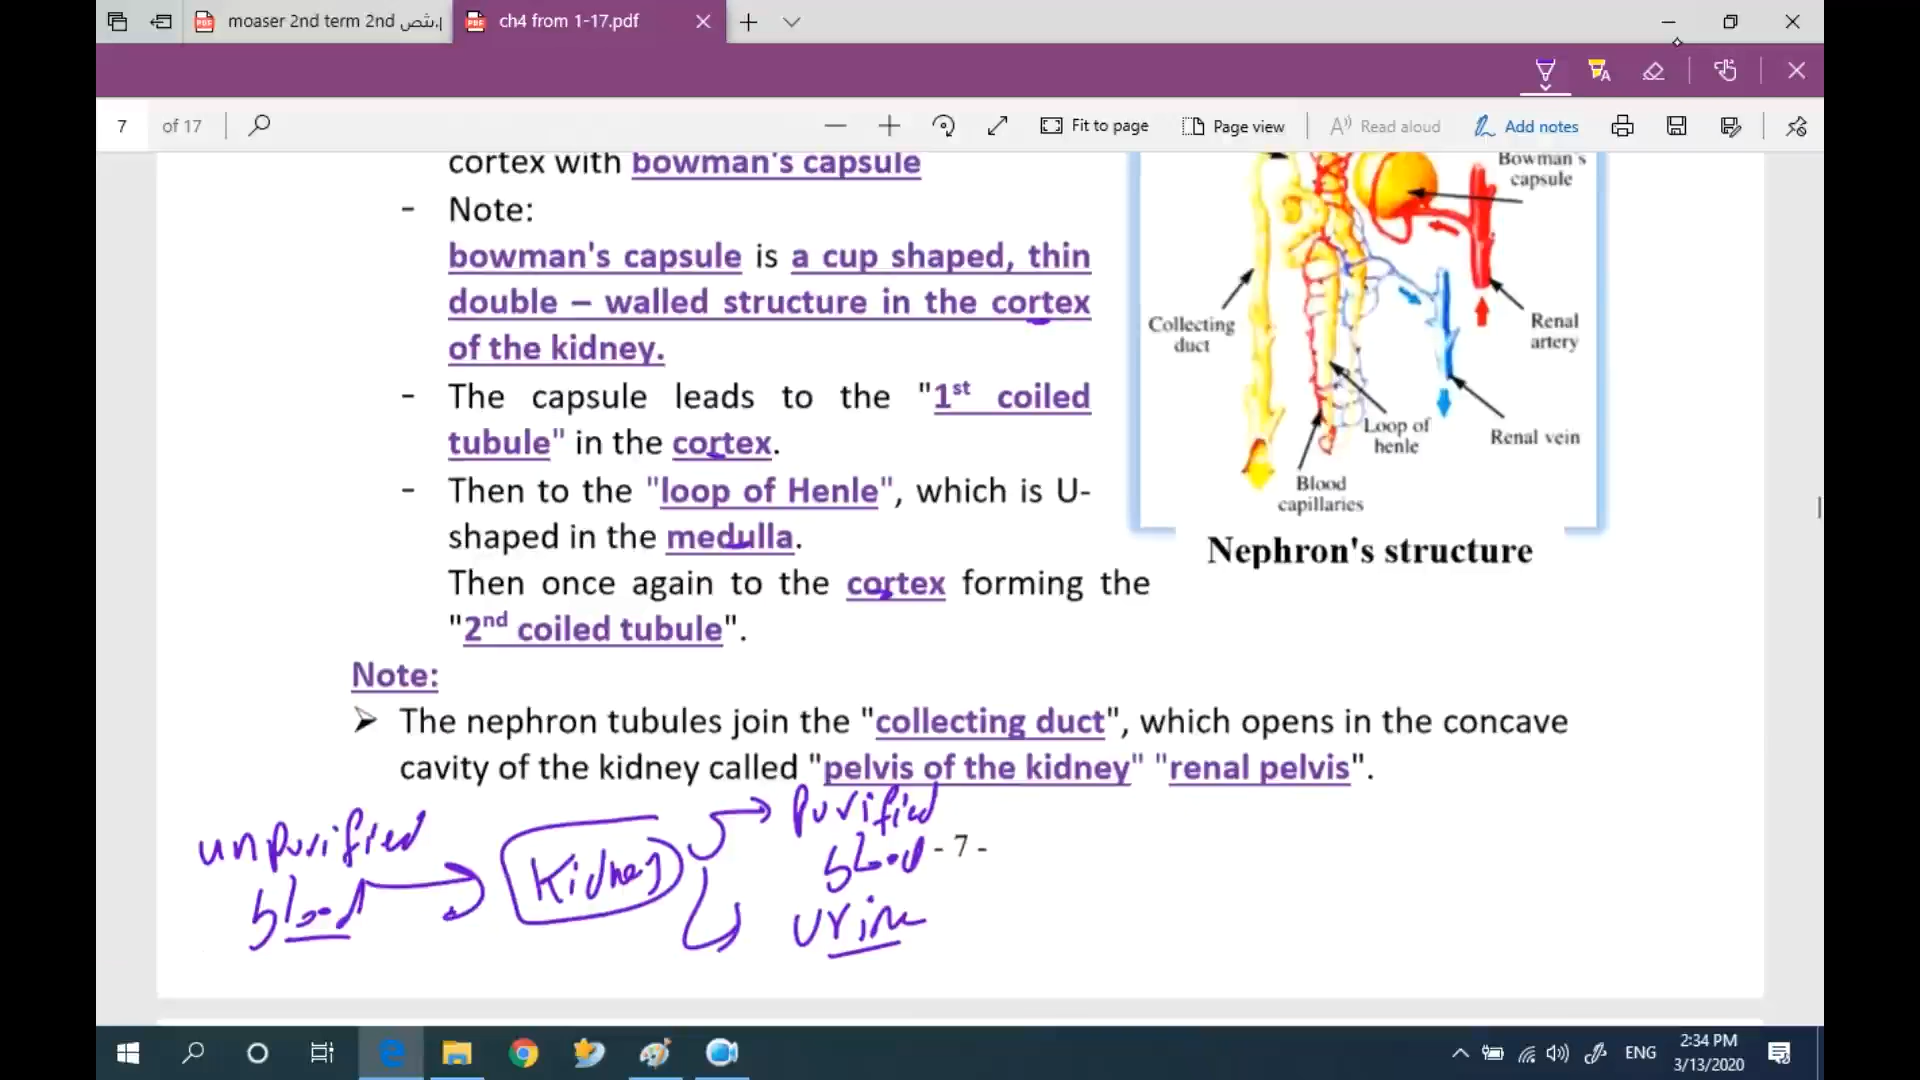 moaser 2nd term 2nd نص.
ch4 from 1-17.pdf
7 of 17
Fit to page
Page view
Read aloud
Add notes
cortex with bowman's capsule
- Note:
bowman's capsule is a cup shaped, thin
double – walled structure in the cortex
of the kidney.
- The capsule leads to the "1st coiled
tubule" in the cortex.
- Then to the "loop of Henle", which is U-
shaped in the medulla.
Then once again to the cortex forming the
"2nd coiled tubule".
Bowman's
capsule
Collecting
duct
Renal
artery
Loop of
henle
Renal vein
Blood
capillaries
Nephron's structure
Note:
➢ The nephron tubules join the "collecting duct", which opens in the concave
cavity of the kidney called "pelvis of the kidney" "renal pelvis".
unpurified
blood
Kidney
purified
blood
urine
- 7 -
ENG
2:34 PM
3/13/2020